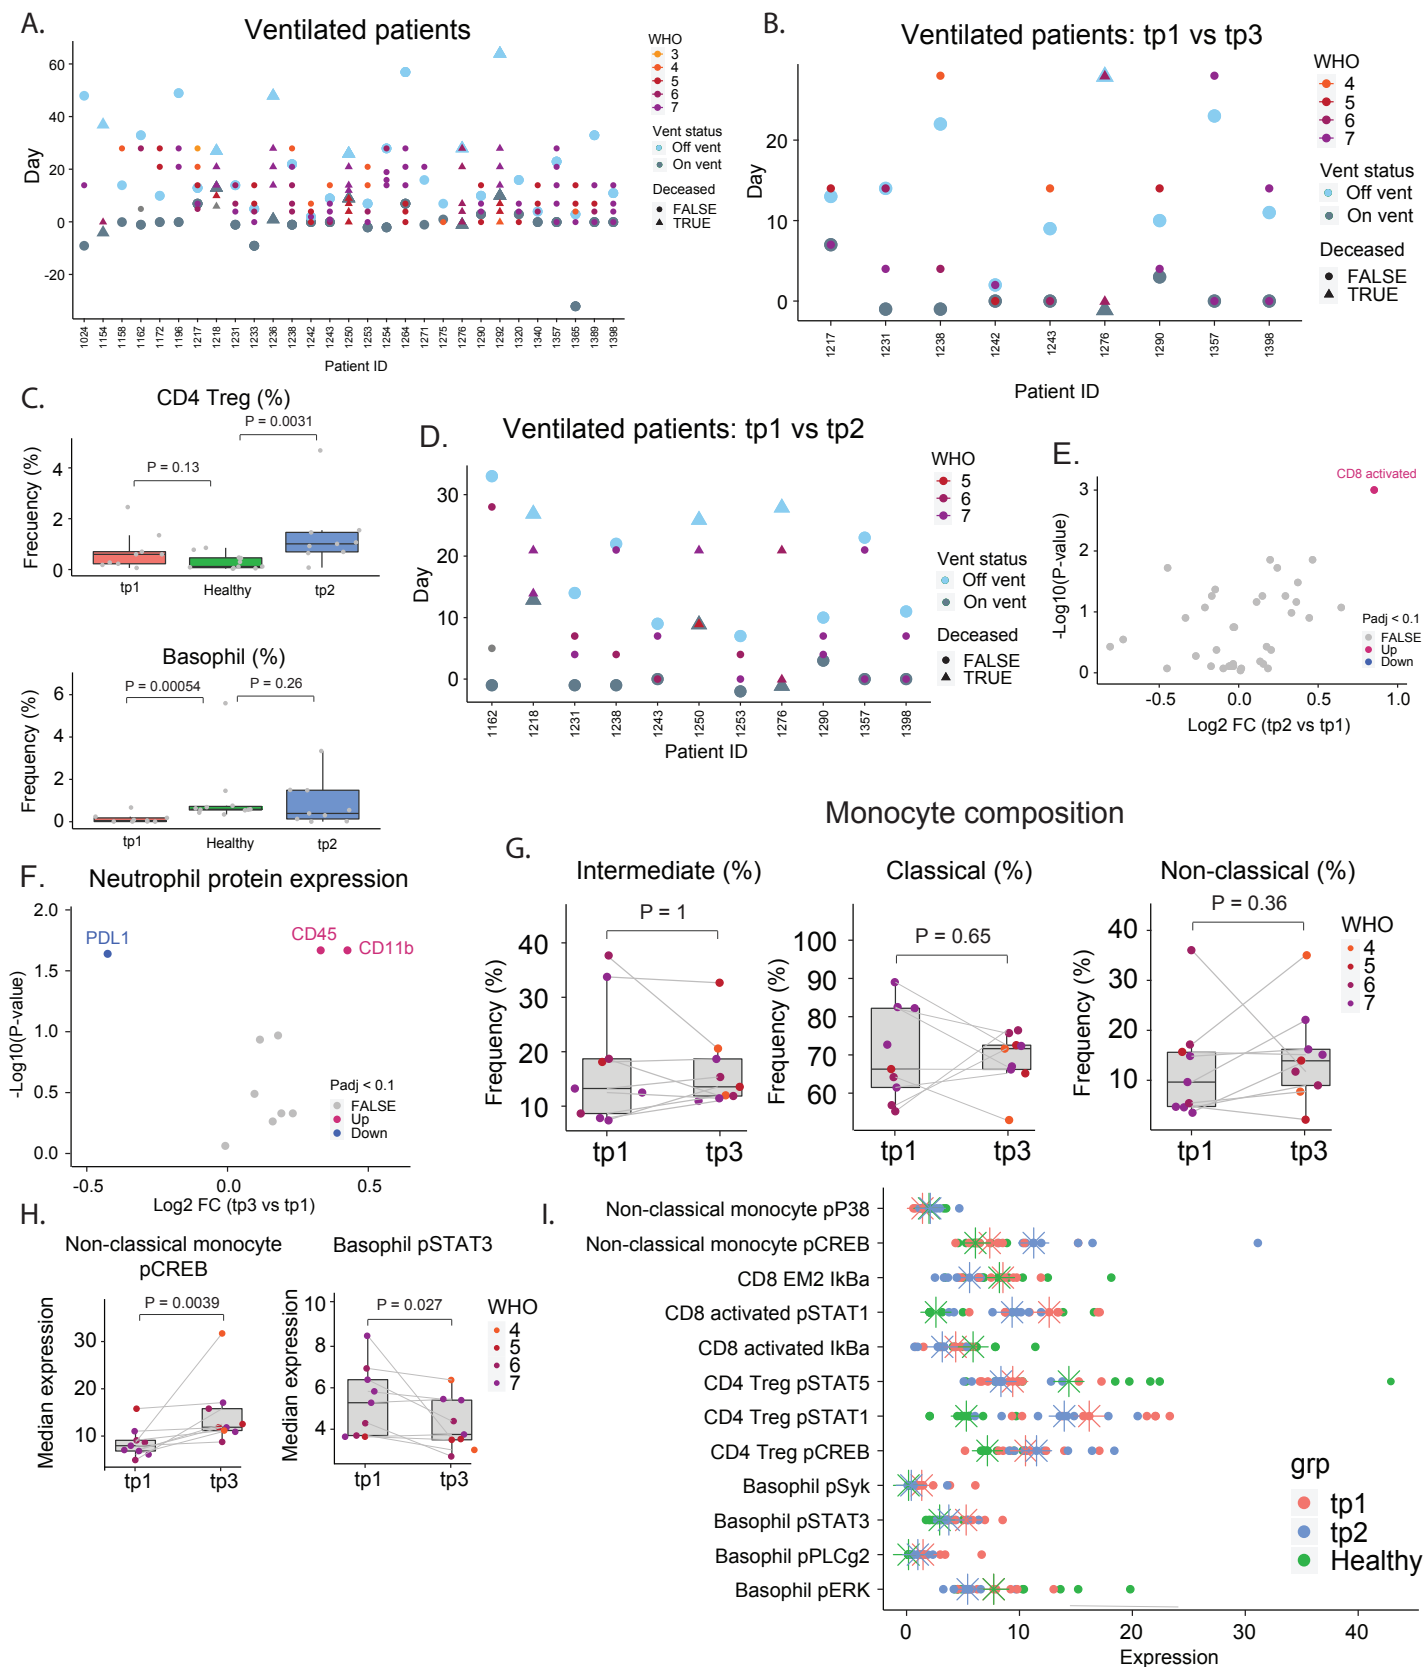 A.
Ventilated patients
Day
60
40
20
0
-20
1024
1154
1158
1162
1172
1196
1217
1218
1231
1233
1236
1238
1242
1243
1250
1253
1254
1264
1271
1275
1276
1290
1292
1320
1340
1357
1365
1389
1398
Patient ID
WHO
3
4
5
6
7
Vent status
Off vent
On vent
Deceased
FALSE
TRUE
B.
Ventilated patients: tp1 vs tp3
Day
20
10
0
1217
1231
1238
1242
1243
1276
1290
1357
1398
Patient ID
WHO
4
5
6
7
Vent status
Off vent
On vent
Deceased
FALSE
TRUE
C.
CD4 Treg (%)
P = 0.0031
P = 0.13
Frecuency (%)
4
2
0
tp1
Healthy
tp2
Basophil (%)
P = 0.00054
P = 0.26
Frequency (%)
6
4
2
0
tp1
Healthy
tp2
D.
Ventilated patients: tp1 vs tp2
Day
30
20
10
0
1162
1218
1231
1238
1243
1250
1253
1276
1290
1357
1398
Patient ID
WHO
5
6
7
Vent status
Off vent
On vent
Deceased
FALSE
TRUE
E.
CD8 activated
-Log10(P-value)
3
2
1
0
-0.5
0.0
0.5
1.0
Log2 FC (tp2 vs tp1)
Padj < 0.1
FALSE
Up
Down
F.
Neutrophil protein expression
PDL1
CD45
CD11b
-Log10(P-value)
2.0
1.5
1.0
0.5
0.0
-0.5
0.0
0.5
Log2 FC (tp3 vs tp1)
Padj < 0.1
FALSE
Up
Down
Monocyte composition
G.
Intermediate (%)
P = 1
Frequency (%)
40
30
20
10
tp1
tp3
Classical (%)
P = 0.65
Frequency (%)
100
90
80
70
60
tp1
tp3
Non-classical (%)
P = 0.36
Frequency (%)
40
30
20
10
tp1
tp3
WHO
4
5
6
7
H.
Non-classical monocyte
pCREB
P = 0.0039
Median expression
30
20
10
tp1
tp3
Basophil pSTAT3
P = 0.027
Median expression
10
8
6
4
tp1
tp3
WHO
4
5
6
7
I.
Non-classical monocyte pP38
Non-classical monocyte pCREB
CD8 EM2 IkBa
CD8 activated pSTAT1
CD8 activated IkBa
CD4 Treg pSTAT5
CD4 Treg pSTAT1
CD4 Treg pCREB
Basophil pSyk
Basophil pSTAT3
Basophil pPLCg2
Basophil pERK
0
10
20
30
40
Expression
grp
tp1
tp2
Healthy